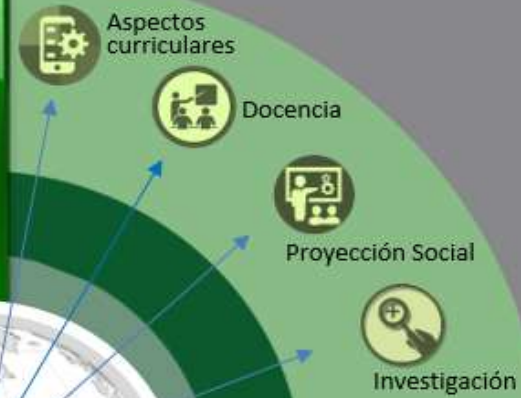 Aspectos
curriculares
Docencia
Proyección Social
Investigación